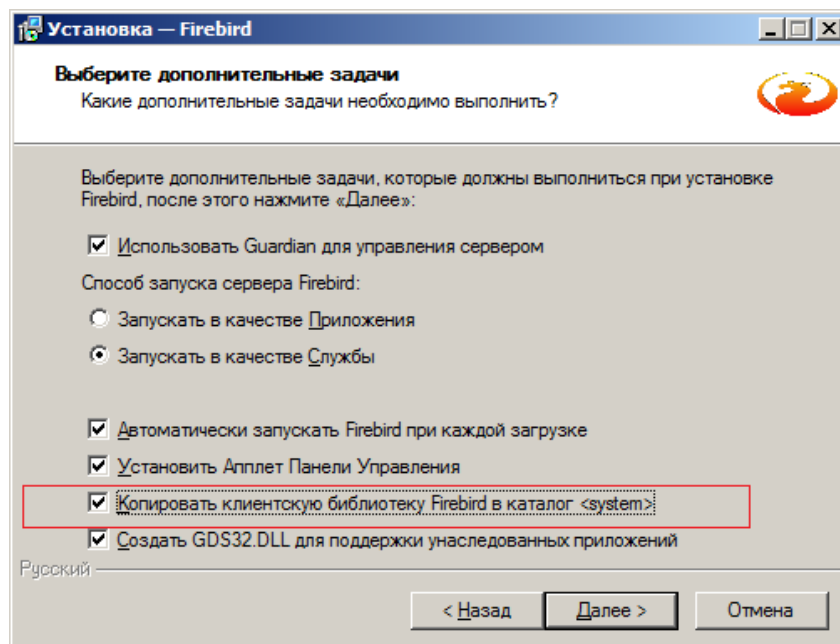 Установка — Firebird
Выберите дополнительные задачи
Какие дополнительные задачи необходимо выполнить?
Выберите дополнительные задачи, которые должны выполниться при установке
Firebird, после этого нажмите «Далее»:
Использовать Guardian для управления сервером
Способ запуска сервера Firebird:
Запускать в качестве Приложения
Запускать в качестве Службы
Автоматически запускать Firebird при каждой загрузке
Установить Апплет Панели Управления
Копировать клиентскую библиотеку Firebird в каталог <system>
Создать GDS32.DLL для поддержки унаследованных приложений
Русский
< Назад
Далее >
Отмена